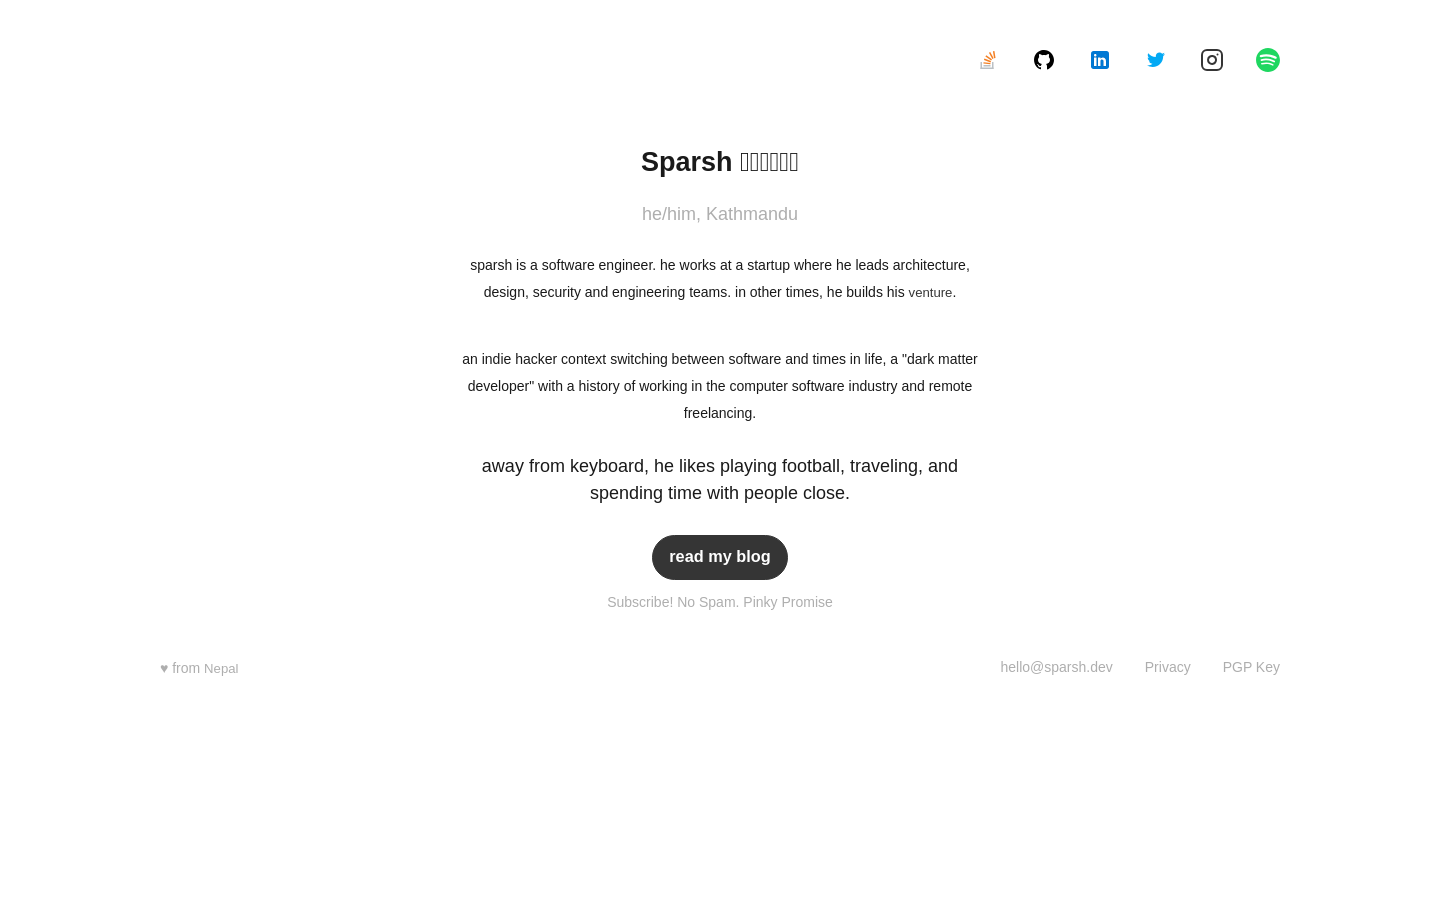 Sparsh
he/him, Kathmandu
sparsh is a software engineer. he works at a startup where he leads architecture,
design, security and engineering teams. in other times, he builds his venture.
an indie hacker context switching between software and times in life, a "dark matter
developer" with a history of working in the computer software industry and remote
freelancing.
away from keyboard, he likes playing football, traveling, and
spending time with people close.
read my blog
Subscribe! No Spam. Pinky Promise
♥ from Nepal
hello@sparsh.dev Privacy PGP Key